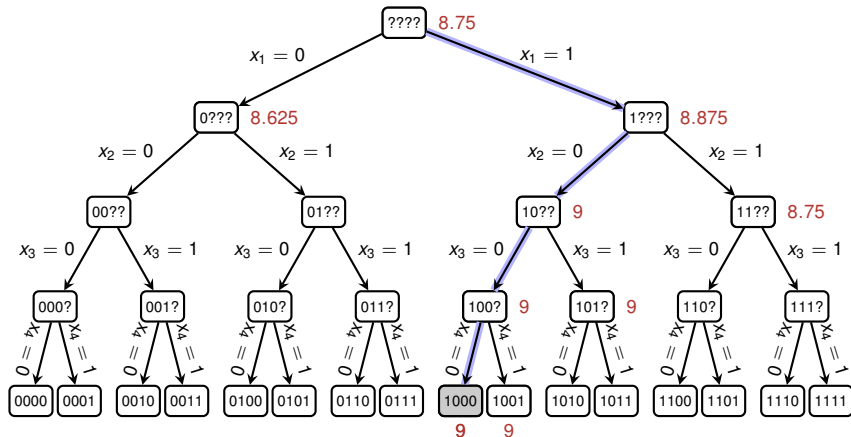 ???? 8.75
x₁ = 0 x₁ = 1
0??? 8.625 1??? 8.875
x₂ = 0 x₂ = 1 x₂ = 0 x₂ = 1
00?? 01?? 10?? 9 11?? 8.75
x₃ = 0 x₃ = 1 x₃ = 0 x₃ = 1 x₃ = 0 x₃ = 1 x₃ = 0 x₃ = 1
000? 001? 010? 011? 100? 9 101? 9 110? 111?
x₄ = 0 x₄ = 1 x₄ = 0 x₄ = 1 x₄ = 0 x₄ = 1 x₄ = 0 x₄ = 1 x₄ = 0 x₄ = 1 x₄ = 0 x₄ = 1 x₄ = 0 x₄ = 1 x₄ = 0 x₄ = 1
0000 0001 0010 0011 0100 0101 0110 0111 1000 1001 1010 1011 1100 1101 1110 1111
9 9